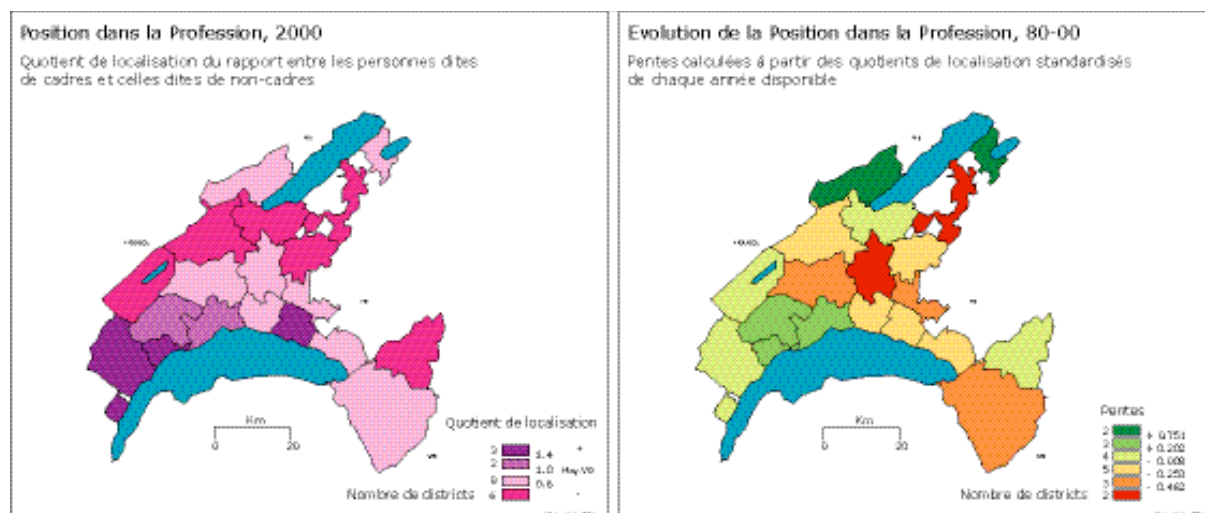 Position dans la Profession, 2000
Quotient de localisation du rapport entre les personnes dites
de cadres et celles dites de non-cadres
Km
0 20
Quotient de localisation
3
2
8
6
1.4
1.0
0.6
+
May.VD
-
Nombre de districts
Evolution de la Position dans la Profession, 80-00
Pentes calculées à partir des quotients de localisation standardisés
de chaque année disponible
Km
0 20
Pentes
2
3
4
5
3
2
+ 0.751
+ 0.202
- 0.008
- 0.253
- 0.462
Nombre de districts